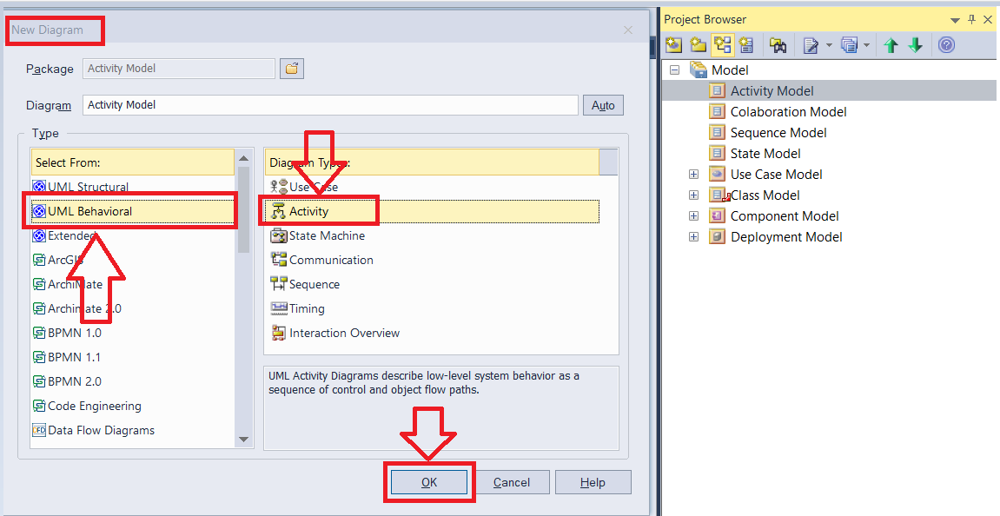 New Diagram
Package
Activity Model
Diagram
Activity Model
Auto
Type
Select From:
UML Structural
UML Behavioral
Extended
ArcGIS
ArchiMate
Archimate 2.0
BPMN 1.0
BPMN 1.1
BPMN 2.0
Code Engineering
DFD Data Flow Diagrams
Diagram Types:
Use Case
Activity
State Machine
Communication
Sequence
Timing
Interaction Overview
UML Activity Diagrams describe low-level system behavior as a
sequence of control and object flow paths.
OK
Cancel
Help
Project Browser
Model
Activity Model
Colaboration Model
Sequence Model
State Model
Use Case Model
Class Model
Component Model
Deployment Model